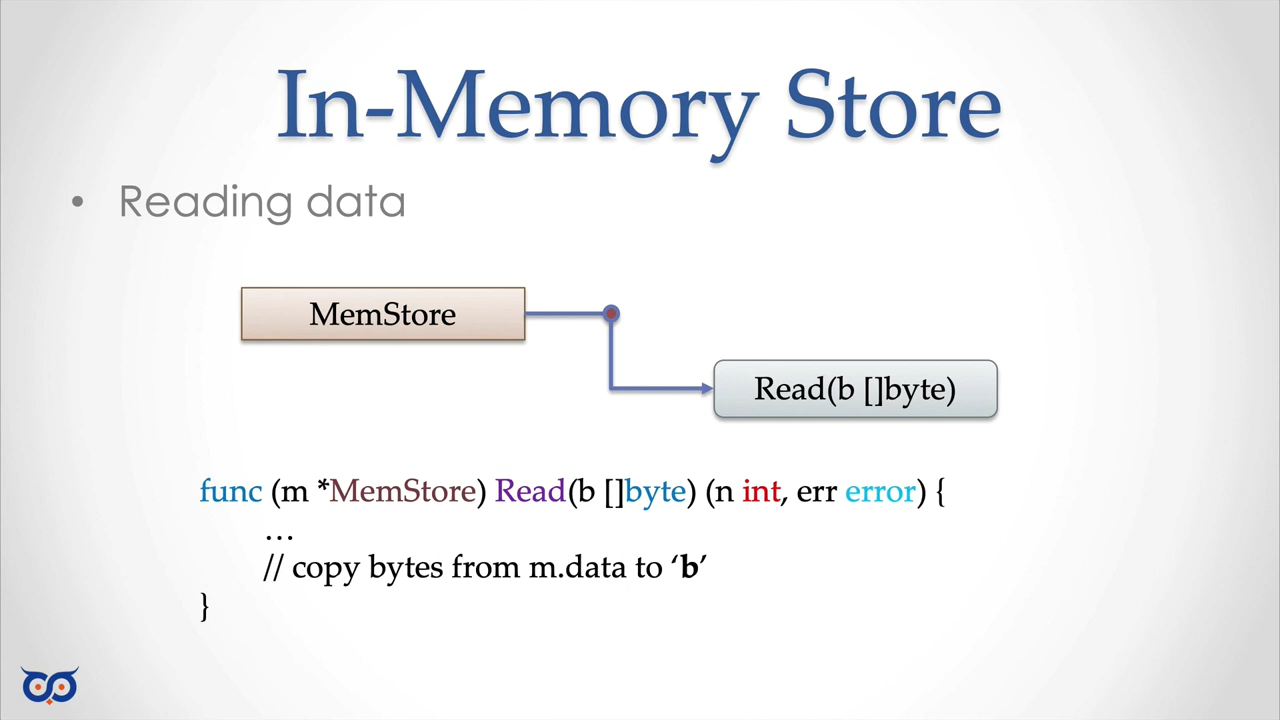 In-Memory Store
• Reading data
MemStore
Read(b []byte)
func (m *MemStore) Read(b []byte) (n int, err error) {
…
// copy bytes from m.data to ‘b’
}